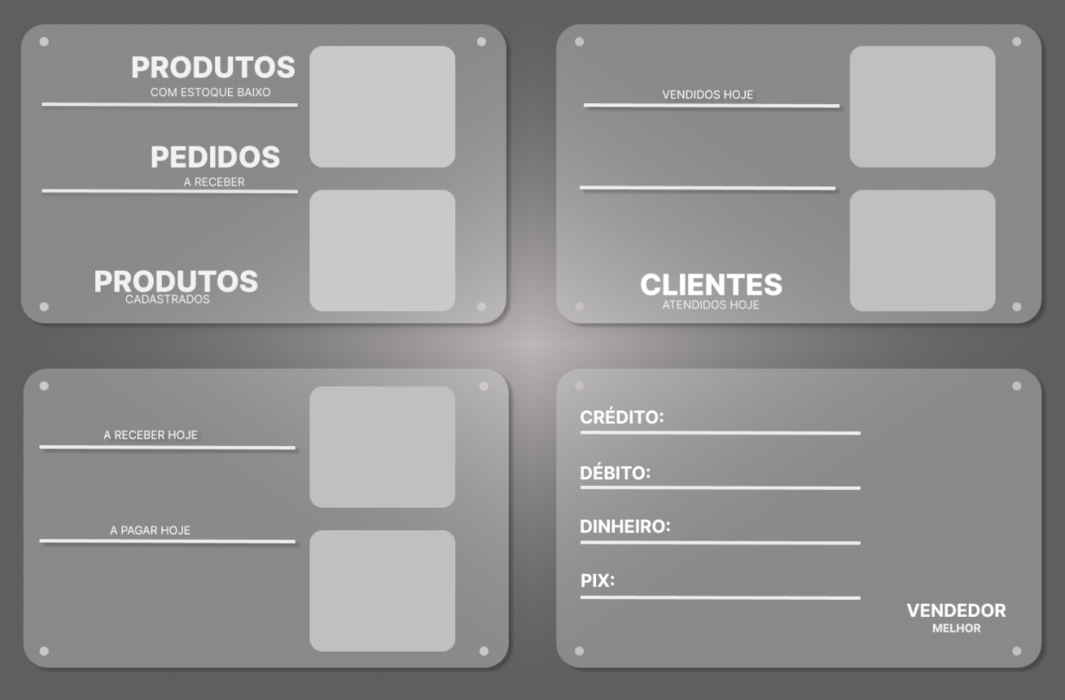 PRODUTOS
COM ESTOQUE BAIXO
PEDIDOS
A RECEBER
PRODUTOS
CADASTRADOS
VENDIDOS HOJE
CLIENTES
ATENDIDOS HOJE
A RECEBER HOJE
A PAGAR HOJE
CRÉDITO:
DÉBITO:
DINHEIRO:
PIX:
VENDEDOR
MELHOR